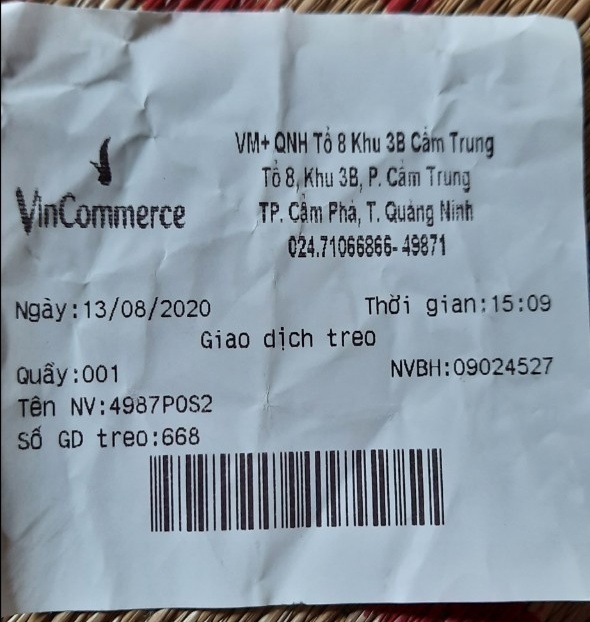 VM+ QNH Tổ 8 Khu 3B Cẩm Trung
Tổ 8, Khu 3B, P. Cẩm Trung
VinCommerce
TP. Cẩm Phả, T. Quảng Ninh
024.71066866-49871
Ngày:13/08/2020 Thời gian:15:09
Giao dịch treo
Quầy:001 NVBH:09024527
Tên NV:4987POS2
Số GD treo:668